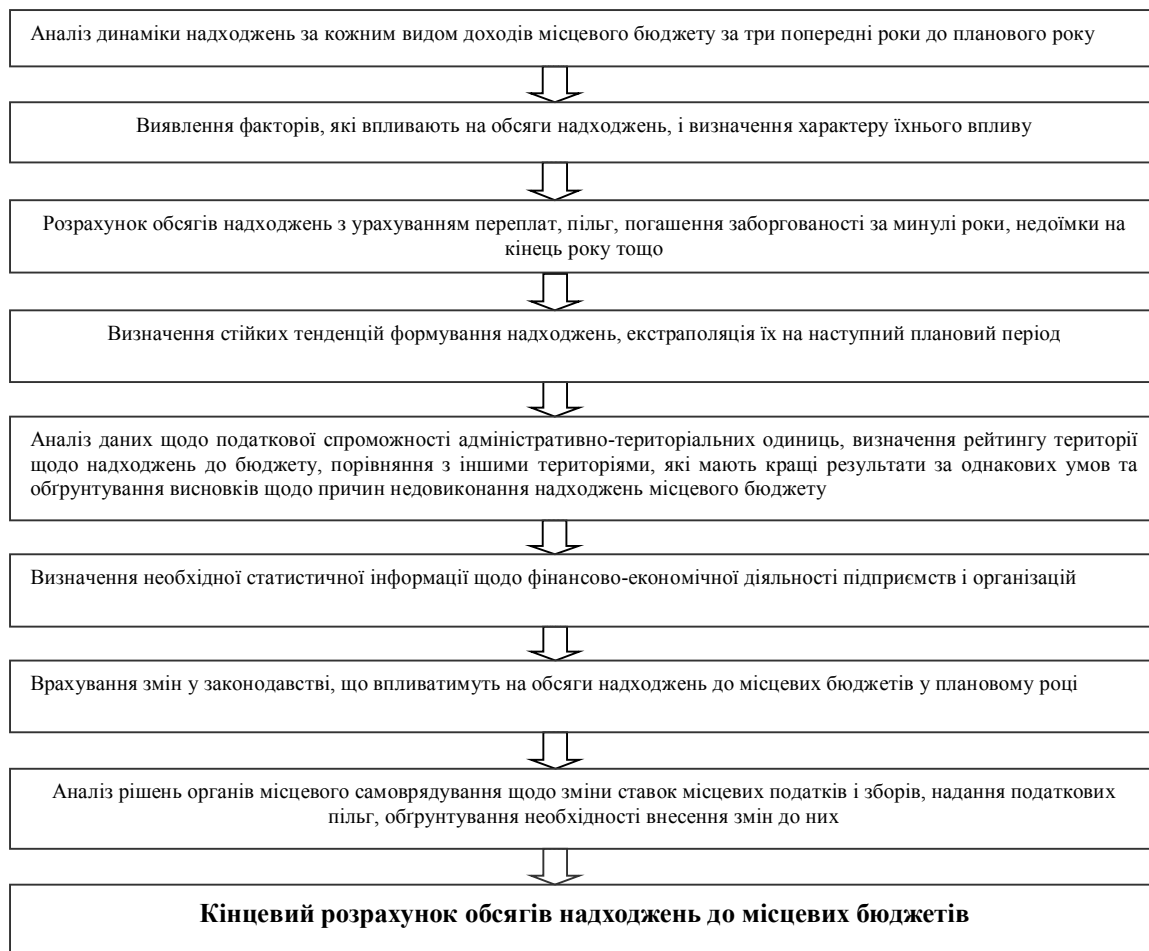 Аналіз динаміки надходжень за кожним видом доходів місцевого бюджету за три попередні роки до планового року
Виявлення факторів, які впливають на обсяги надходжень, і визначення характеру їхнього впливу
Розрахунок обсягів надходжень з урахуванням переплат, пільг, погашення заборгованості за минулі роки, недоїмки на
кінець року тощо
Визначення стійких тенденцій формування надходжень, екстраполяція їх на наступний плановий період
Аналіз даних щодо податкової спроможності адміністративно-територіальних одиниць, визначення рейтингу території
щодо надходжень до бюджету, порівняння з іншими територіями, які мають кращі результати за однакових умов та
обґрунтування висновків щодо причин недовиконання надходжень місцевого бюджету
Визначення необхідної статистичної інформації щодо фінансово-економічної діяльності підприємств і організацій
Врахування змін у законодавстві, що впливатимуть на обсяги надходжень до місцевих бюджетів у плановому році
Аналіз рішень органів місцевого самоврядування щодо зміни ставок місцевих податків і зборів, надання податкових
пільг, обґрунтування необхідності внесення змін до них
Кінцевий розрахунок обсягів надходжень до місцевих бюджетів